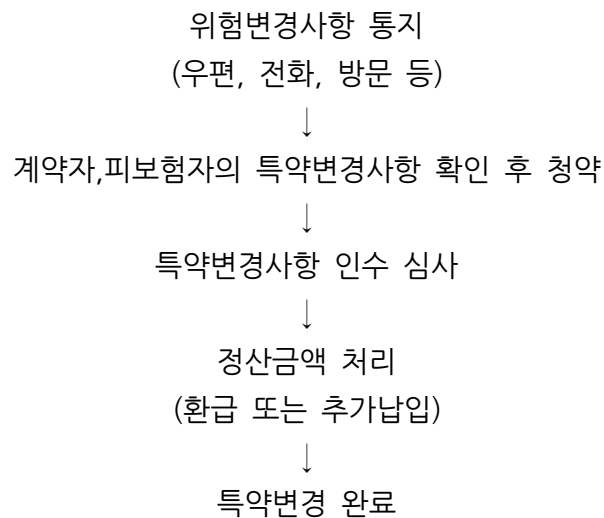 위험변경사항 통지
(우편, 전화, 방문 등)
↓
계약자,피보험자의 특약변경사항 확인 후 청약
↓
특약변경사항 인수 심사
↓
정산금액 처리
(환급 또는 추가납입)
↓
특약변경 완료